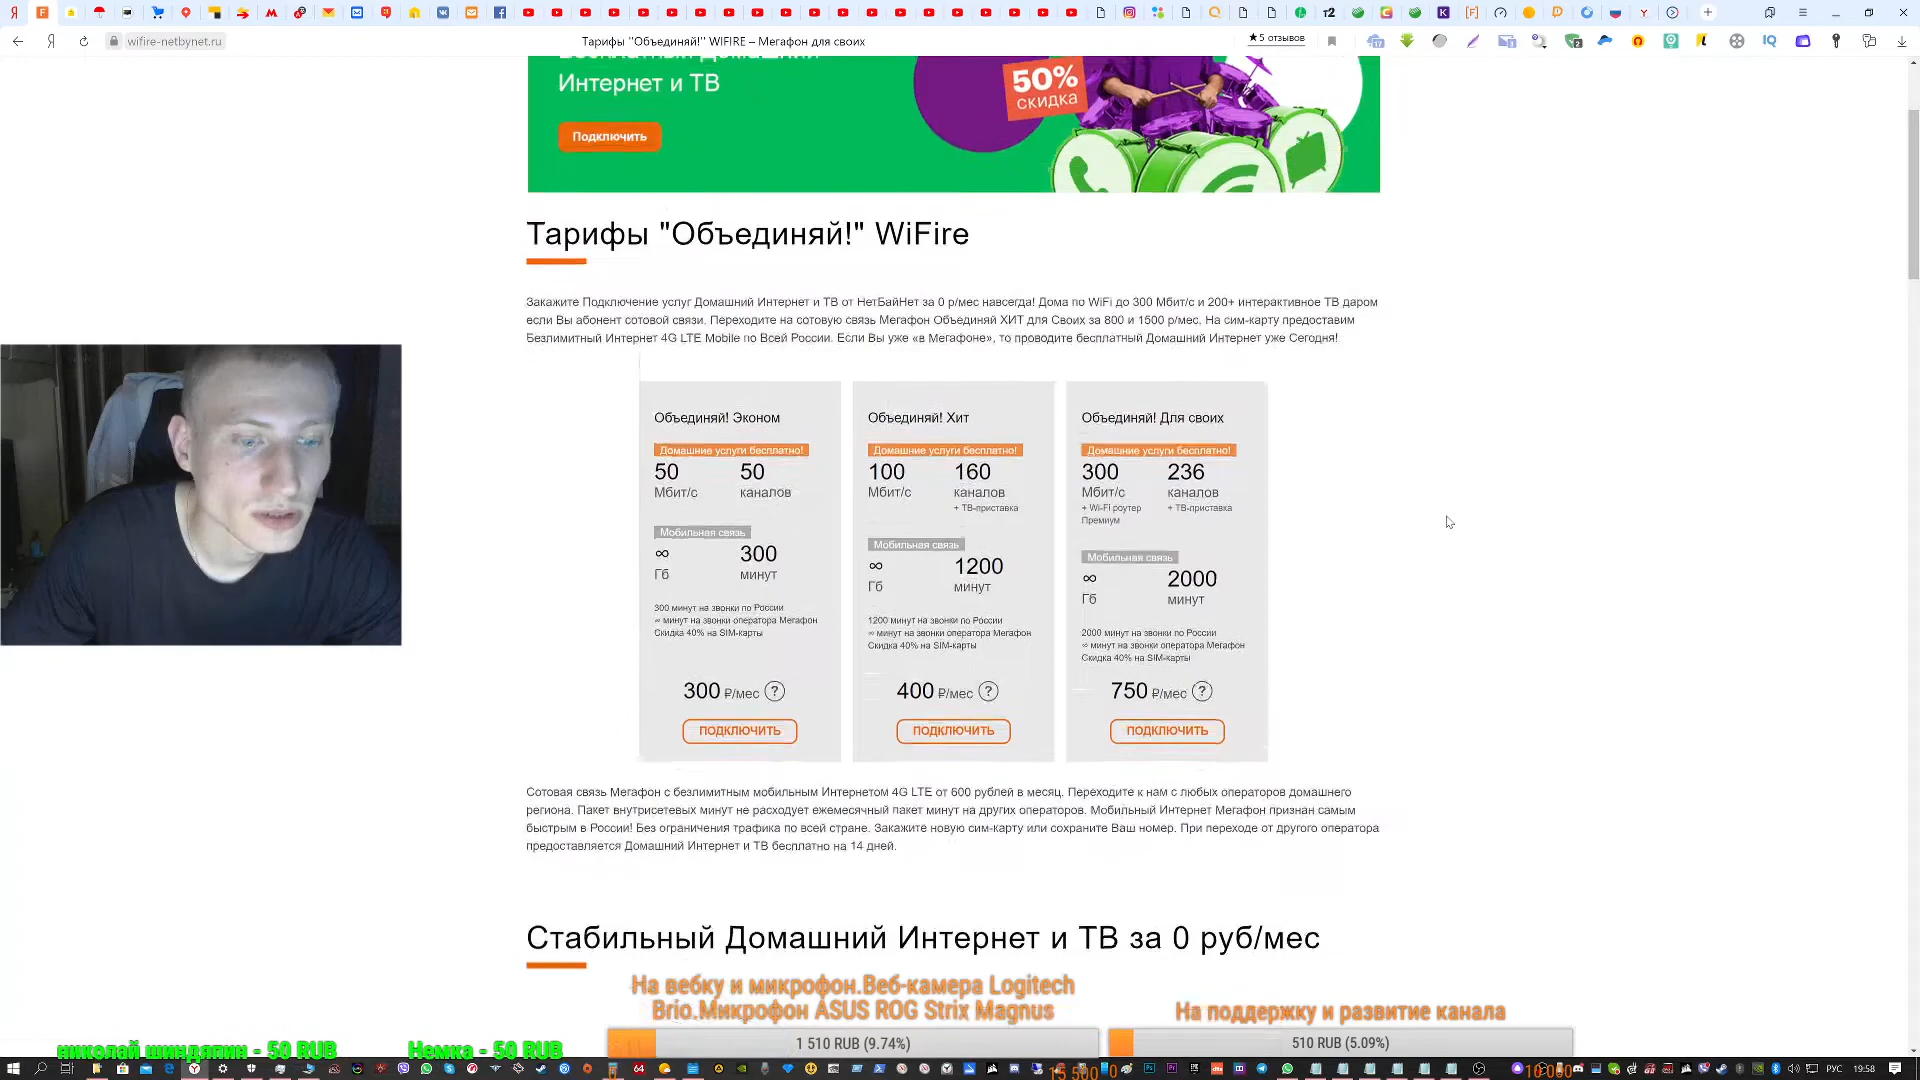 wifire-netbynet.ru
Тарифы "Объединяй!" WIFIRE – Мегафон для своих
★5 отзывов
Интернет и ТВ
50%
скидка
Подключить
Тарифы "Объединяй!" WiFire
Закажите Подключение услуг Домашний Интернет и ТВ от НетБайНет за 0 р/мес навсегда! Дома по WiFi до 300 Мбит/с и 200+ интерактивное ТВ даром
если Вы абонент сотовой связи. Переходите на сотовую связь Мегафон Объединяй ХИТ для Своих за 800 и 1500 р/мес. На сим-карту предоставим
Безлимитный Интернет 4G LTE Mobile по Всей России. Если Вы уже «в Мегафоне», то проводите бесплатный Домашний Интернет уже Сегодня!
Объединяй! Эконом
Домашние услуги бесплатно!
50 50
Мбит/с каналов
Мобильная связь
∞ 300
Гб минут
300 минут на звонки по России
∞ минут на звонки оператора Мегафон
Скидка 40% на SIM-карты
300 ₽/мес ?
ПОДКЛЮЧИТЬ
Объединяй! Хит
Домашние услуги бесплатно!
100 160
Мбит/с каналов
+ ТВ-приставка
Мобильная связь
∞ 1200
Гб минут
1200 минут на звонки по России
∞ минут на звонки оператора Мегафон
Скидка 40% на SIM-карты
400 ₽/мес ?
ПОДКЛЮЧИТЬ
Объединяй! Для своих
Домашние услуги бесплатно!
300 236
Мбит/с каналов
+ Wi-Fi роутер + ТВ-приставка
Премиум
Мобильная связь
∞ 2000
Гб минут
2000 минут на звонки по России
∞ минут на звонки оператора Мегафон
Скидка 40% на SIM-карты
750 ₽/мес ?
ПОДКЛЮЧИТЬ
Сотовая связь Мегафон с безлимитным мобильным Интернетом 4G LTE от 600 рублей в месяц. Переходите к нам с любых операторов домашнего
региона. Пакет внутрисетевых минут не расходует ежемесячный пакет минут на других операторов. Мобильный Интернет Мегафон признан самым
быстрым в России! Без ограничения трафика по всей стране. Закажите новую сим-карту или сохраните Ваш номер. При переходе от другого оператора
предоставляется Домашний Интернет и ТВ бесплатно на 14 дней.
Стабильный Домашний Интернет и ТВ за 0 руб/мес
На вебку и микрофон.Веб-камера Logitech
Brio.Микрофон ASUS ROG Strix Magnus
1 510 RUB (9.74%)
0 15 500
На поддержку и развитие канала
510 RUB (5.09%)
0 10 000
николай шиндяпин - 50 RUB
Немка - 50 RUB
РУС
19:58